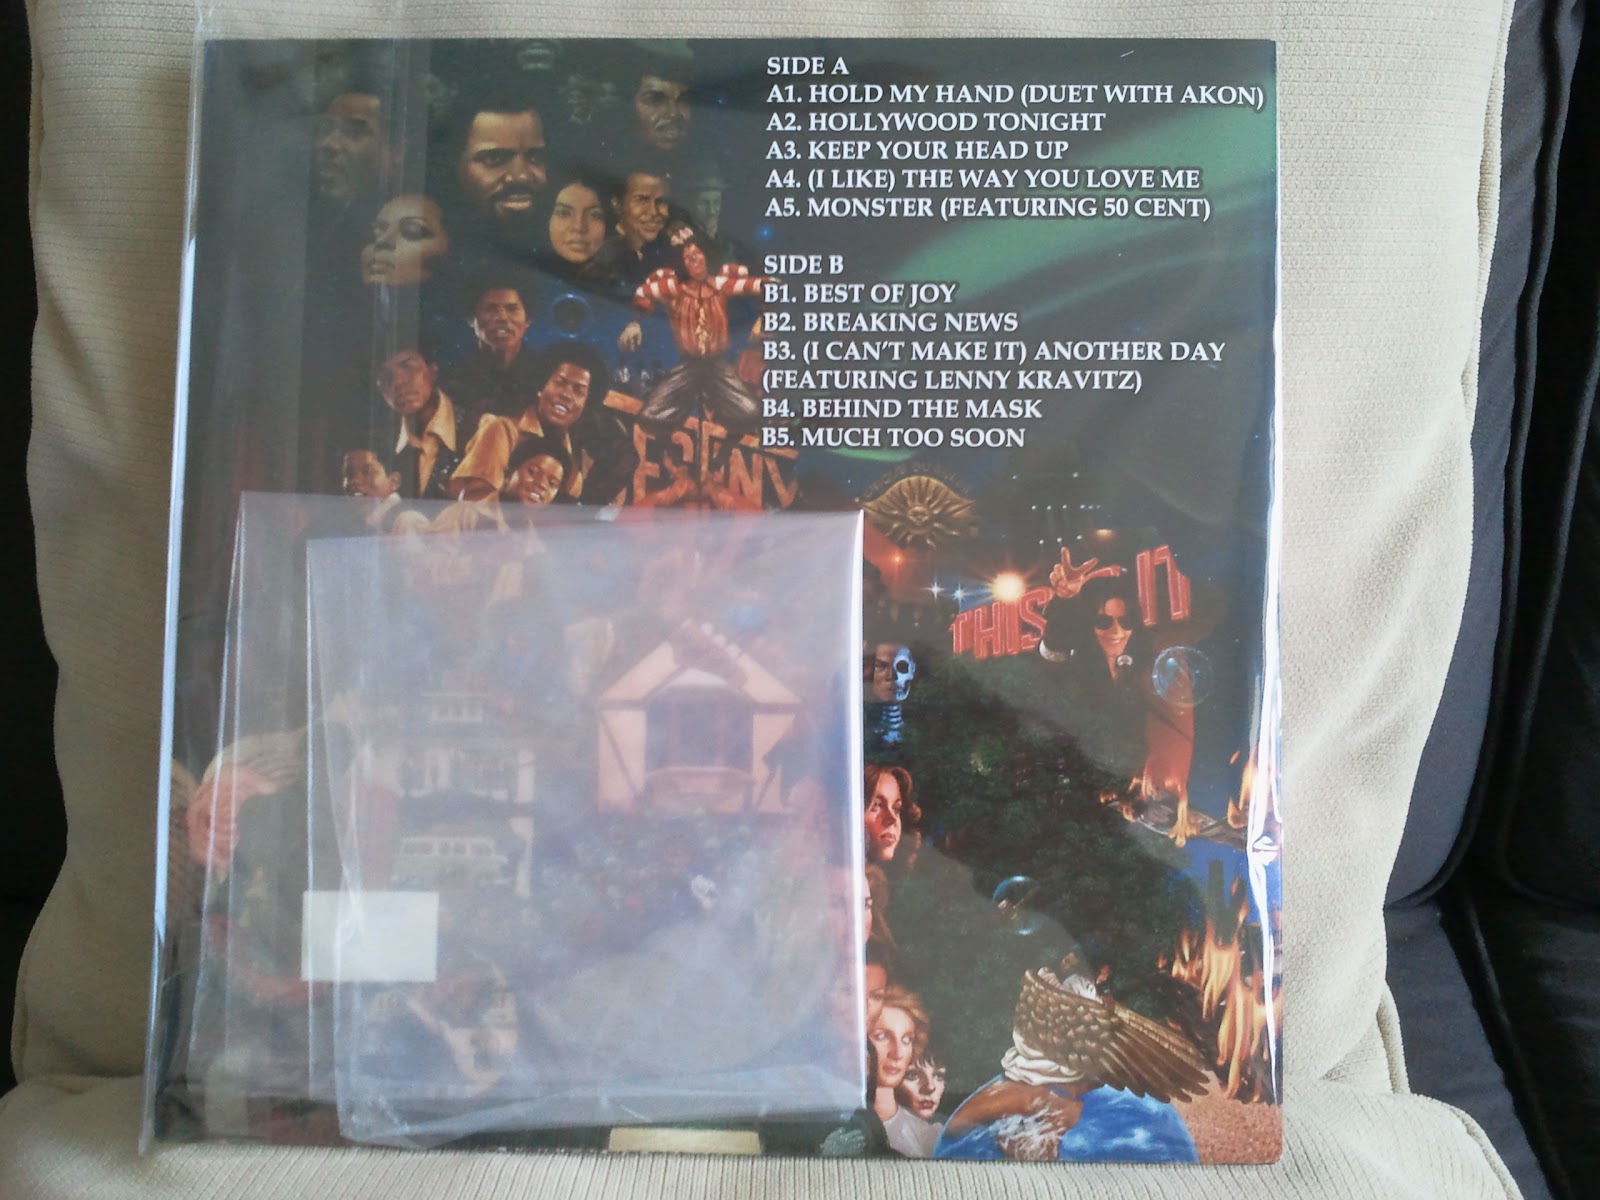 SIDE A
A1. HOLD MY HAND (DUET WITH AKON)
A2. HOLLYWOOD TONIGHT
A3. KEEP YOUR HEAD UP
A4. (I LIKE) THE WAY YOU LOVE ME
A5. MONSTER (FEATURING 50 CENT)
SIDE B
B1. BEST OF JOY
B2. BREAKING NEWS
B3. (I CAN'T MAKE IT) ANOTHER DAY
(FEATURING LENNY KRAVITZ)
B4. BEHIND THE MASK
B5. MUCH TOO SOON
THIS